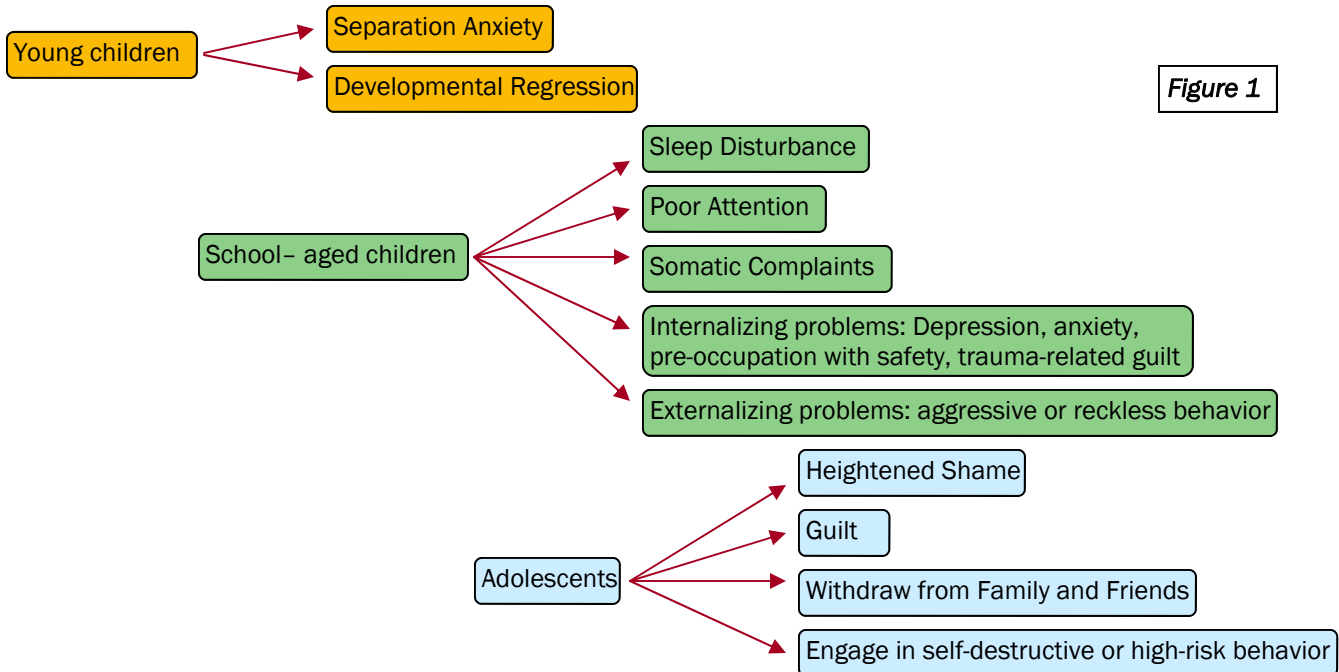 Separation Anxiety
Young children
Developmental Regression
Figure 1
Sleep Disturbance
Poor Attention
School– aged children
Somatic Complaints
Internalizing problems: Depression, anxiety,
pre-occupation with safety, trauma-related guilt
Externalizing problems: aggressive or reckless behavior
Heightened Shame
Guilt
Adolescents
Withdraw from Family and Friends
Engage in self-destructive or high-risk behavior